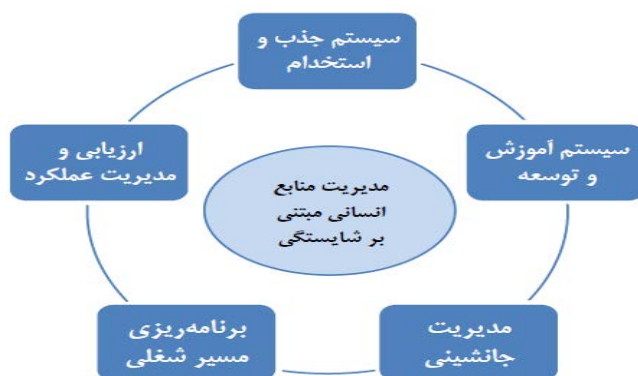 سیستم جذب و
استخدام
سیستم آموزش
و توسعه
ارزیابی و
مدیریت عملکرد
مدیریت منابع
انسانی مبتنی
بر شایستگی
مدیریت
جانشینی
برنامه‌ریزی
مسیر شغلی